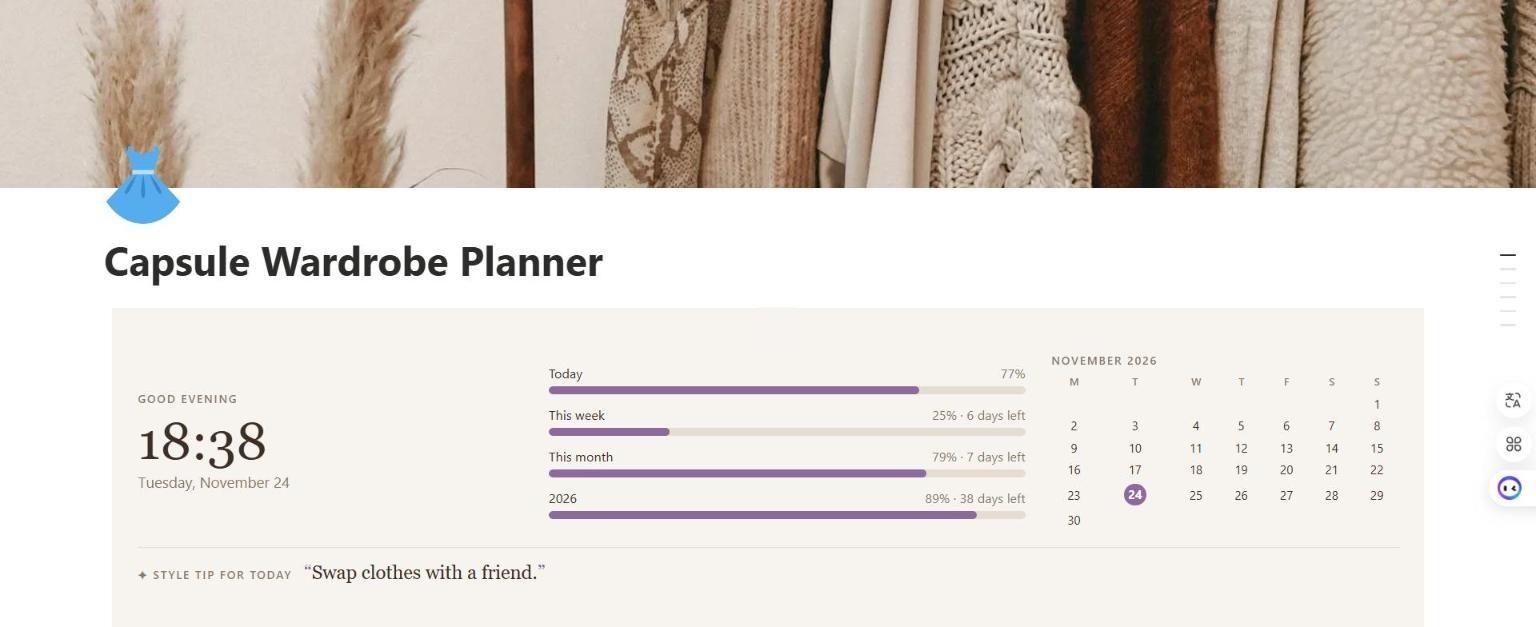 Capsule Wardrobe Planner
GOOD EVENING
18:38
Tuesday, November 24
Today 77%
This week 25% · 6 days left
This month 79% · 7 days left
2026 89% · 38 days left
NOVEMBER 2026
M T W T F S S
1
2 3 4 5 6 7 8
9 10 11 12 13 14 15
16 17 18 19 20 21 22
23 24 25 26 27 28 29
30
✦ STYLE TIP FOR TODAY “Swap clothes with a friend.”